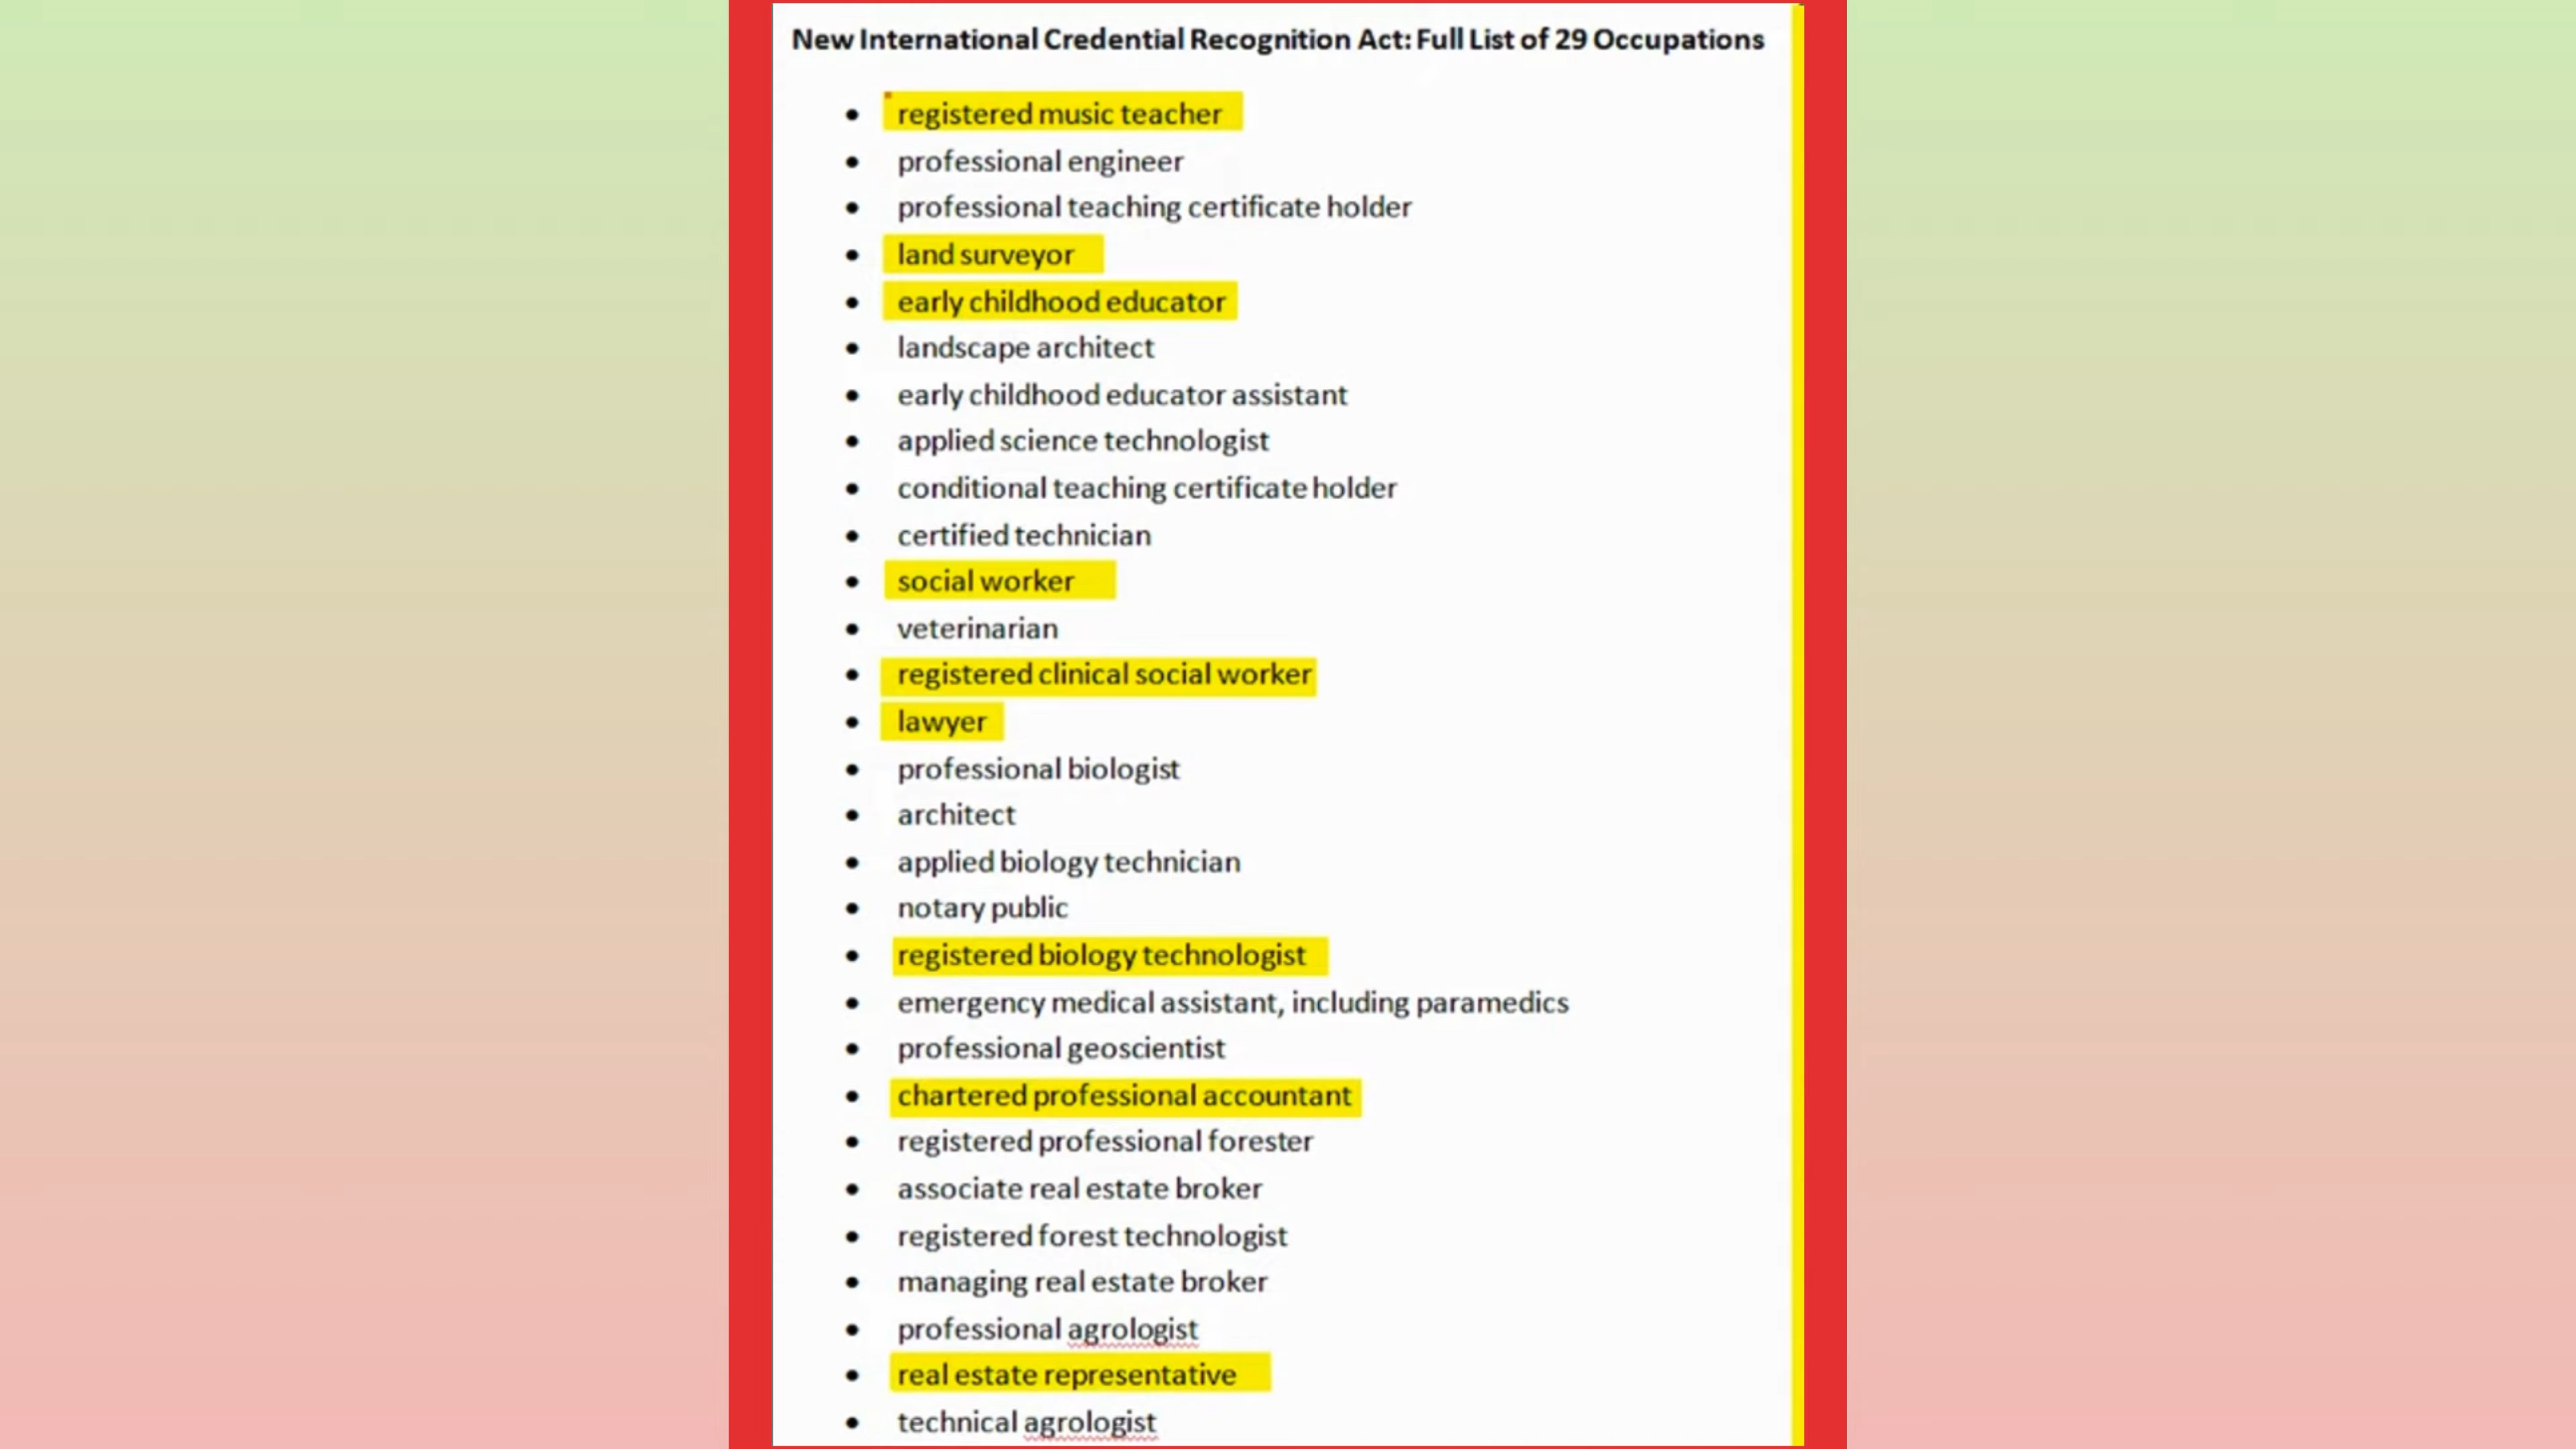 New International Credential Recognition Act: Full List of 29 Occupations
• registered music teacher
• professional engineer
• professional teaching certificate holder
• land surveyor
• early childhood educator
• landscape architect
• early childhood educator assistant
• applied science technologist
• conditional teaching certificate holder
• certified technician
• social worker
• veterinarian
• registered clinical social worker
• lawyer
• professional biologist
• architect
• applied biology technician
• notary public
• registered biology technologist
• emergency medical assistant, including paramedics
• professional geoscientist
• chartered professional accountant
• registered professional forester
• associate real estate broker
• registered forest technologist
• managing real estate broker
• professional agrologist
• real estate representative
• technical agrologist